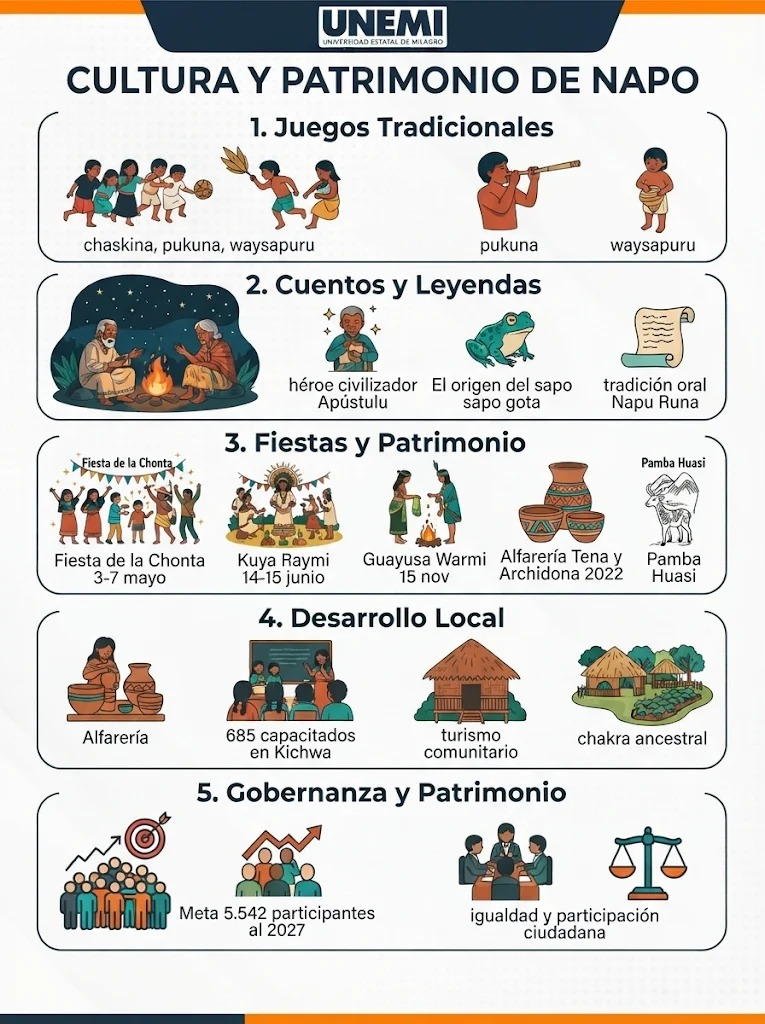 UNEMI
UNIVERSIDAD ESTATAL DE MILAGRO
CULTURA Y PATRIMONIO DE NAPO
1. Juegos Tradicionales
chaskina, pukuna, waysapuru
pukuna
waysapuru
2. Cuentos y Leyendas
héroe civilizador
Apústulu
El origen del sapo
sapo gota
tradición oral
Napu Runa
3. Fiestas y Patrimonio
Fiesta de la Chonta
Fiesta de la Chonta
3-7 mayo
Kuya Raymi
14-15 junio
Guayusa Warmi
15 nov
Alfarería Tena y
Archidona 2022
Pamba Huasi
Pamba
Huasi
4. Desarrollo Local
Alfarería
685 capacitados
en Kichwa
turismo
comunitario
chakra ancestral
5. Gobernanza y Patrimonio
Meta 5.542 participantes
al 2027
igualdad y participación
ciudadana